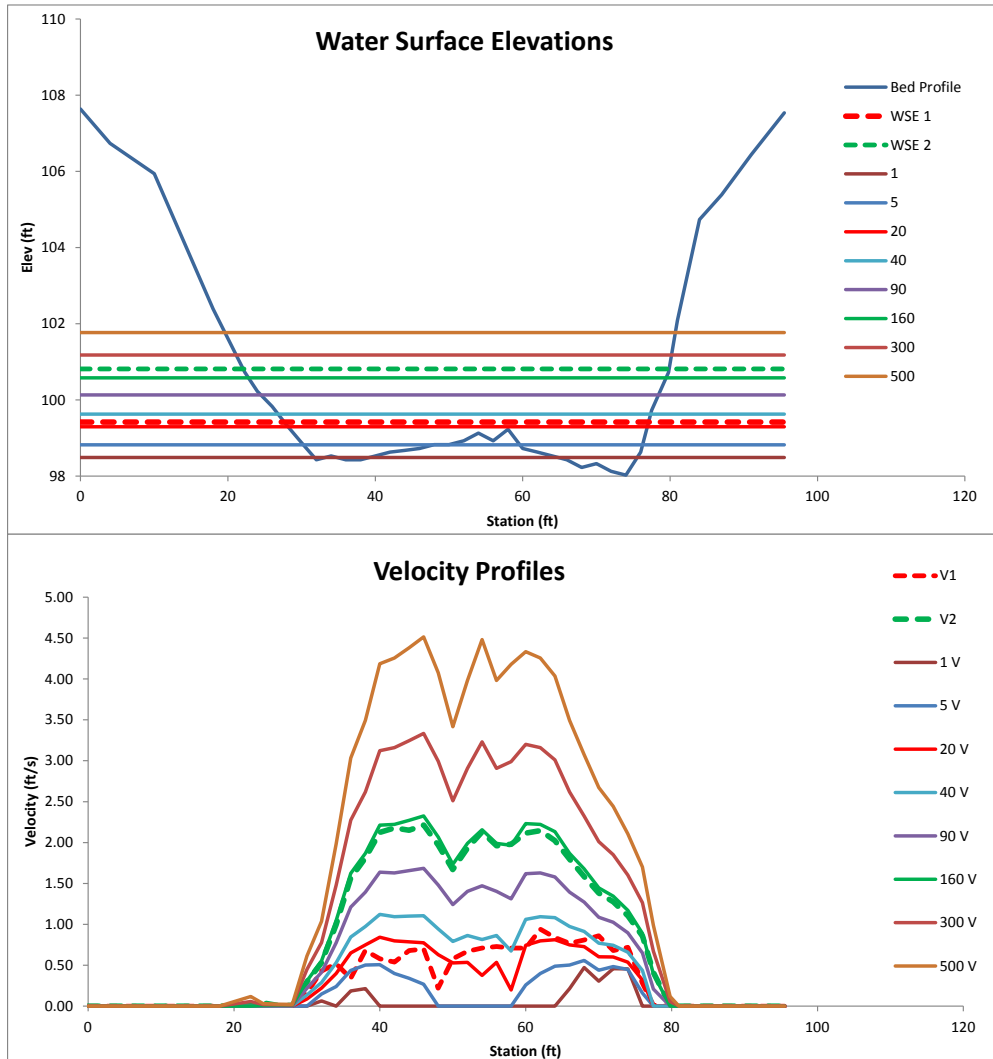 Water Surface Elevations
110
108
106
104
102
100
98
Elev (ft)
0
20
40
60
80
100
120
Station (ft)
Bed Profile
WSE 1
WSE 2
1
5
20
40
90
160
300
500
Velocity Profiles
5.00
4.50
4.00
3.50
3.00
2.50
2.00
1.50
1.00
0.50
0.00
Velocity (ft/s)
0
20
40
60
80
100
120
Station (ft)
V1
V2
1 V
5 V
20 V
40 V
90 V
160 V
300 V
500 V